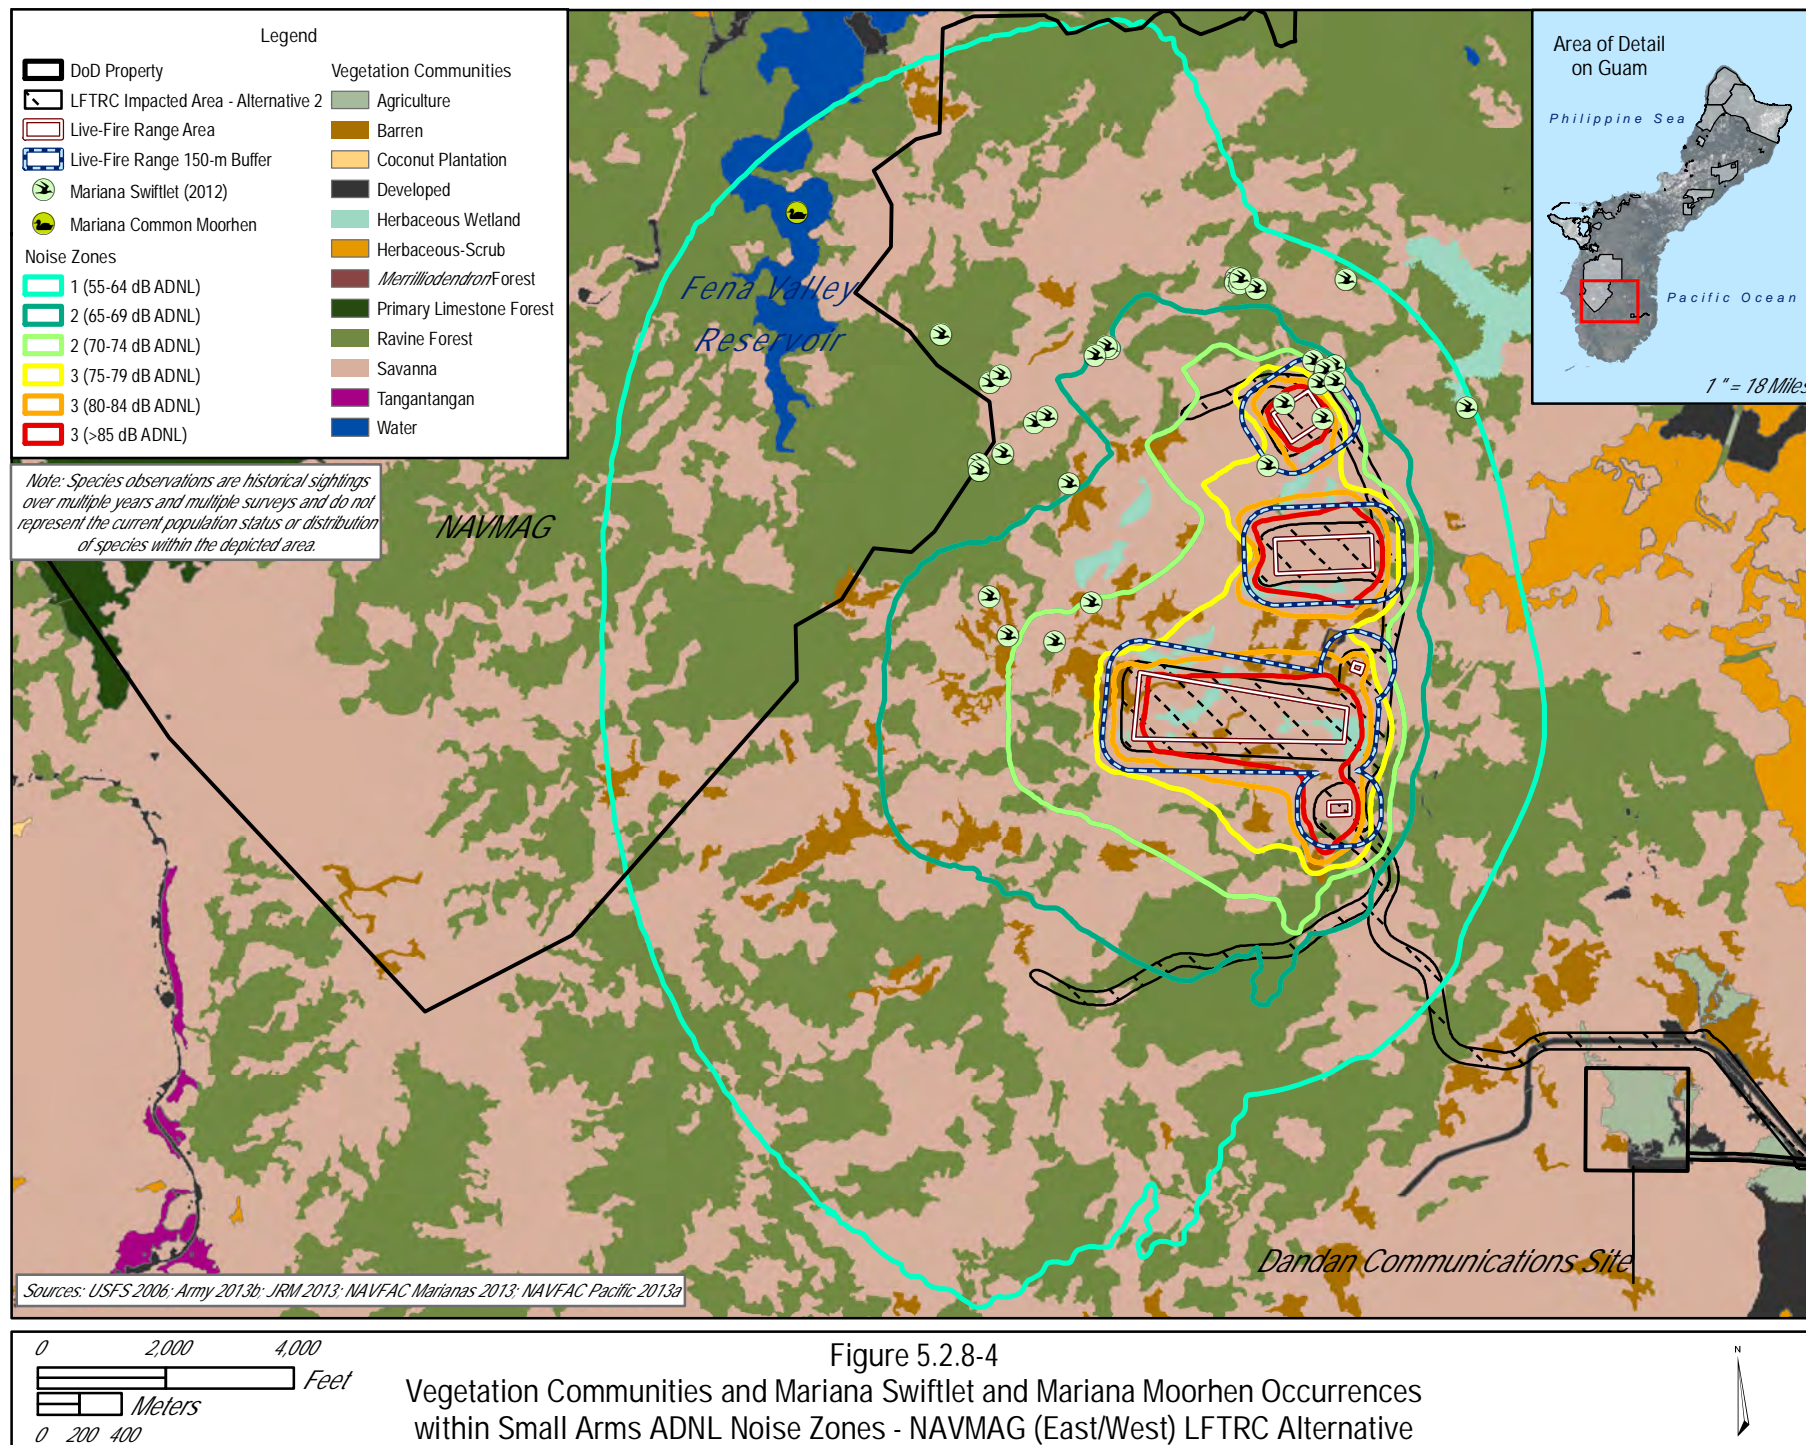 Legend
DoD Property
LFTRC Impacted Area - Alternative 2
Live-Fire Range Area
Live-Fire Range 150-m Buffer
Mariana Swiftlet (2012)
Mariana Common Moorhen
Noise Zones
1 (55-64 dB ADNL)
2 (65-69 dB ADNL)
2 (70-74 dB ADNL)
3 (75-79 dB ADNL)
3 (80-84 dB ADNL)
3 (>85 dB ADNL)
Vegetation Communities
Agriculture
Barren
Coconut Plantation
Developed
Herbaceous Wetland
Herbaceous-Scrub
MerrilliodendronForest
Primary Limestone Forest
Ravine Forest
Savanna
Tangantangan
Water
Note: Species observations are historical sightings
over multiple years and multiple surveys and do not
represent the current population status or distribution
of species within the depicted area.
Area of Detail
on Guam
Philippine Sea
Pacific Ocean
1 " = 18 Miles
Fena Valley
Reservoir
NAVMAG
Dandan Communications Site
Sources: USFS 2006; Army 2013b; JRM 2013; NAVFAC Marianas 2013; NAVFAC Pacific 2013a
0 2,000 4,000
Feet
Meters
0 200 400
Figure 5.2.8-4
Vegetation Communities and Mariana Swiftlet and Mariana Moorhen Occurrences
within Small Arms ADNL Noise Zones - NAVMAG (East/West) LFTRC Alternative
N